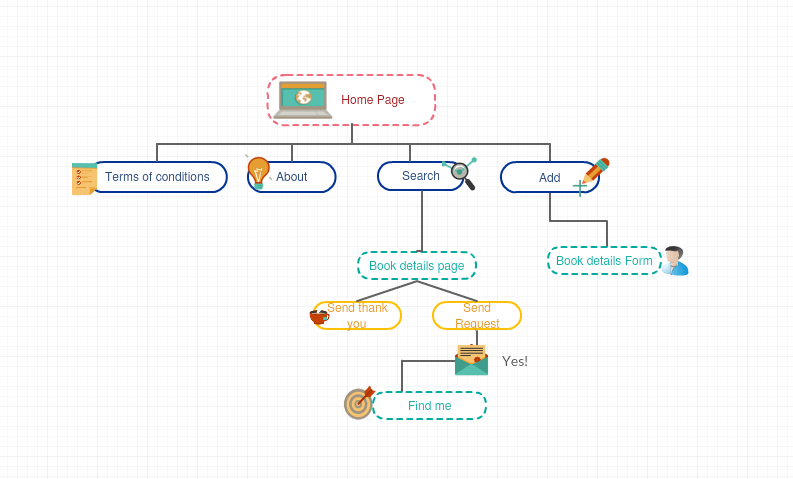 Home Page
Terms of conditions
About
Search
Add
Book details page
Book details Form
Send thank
you
Send
Request
Yes!
Find me